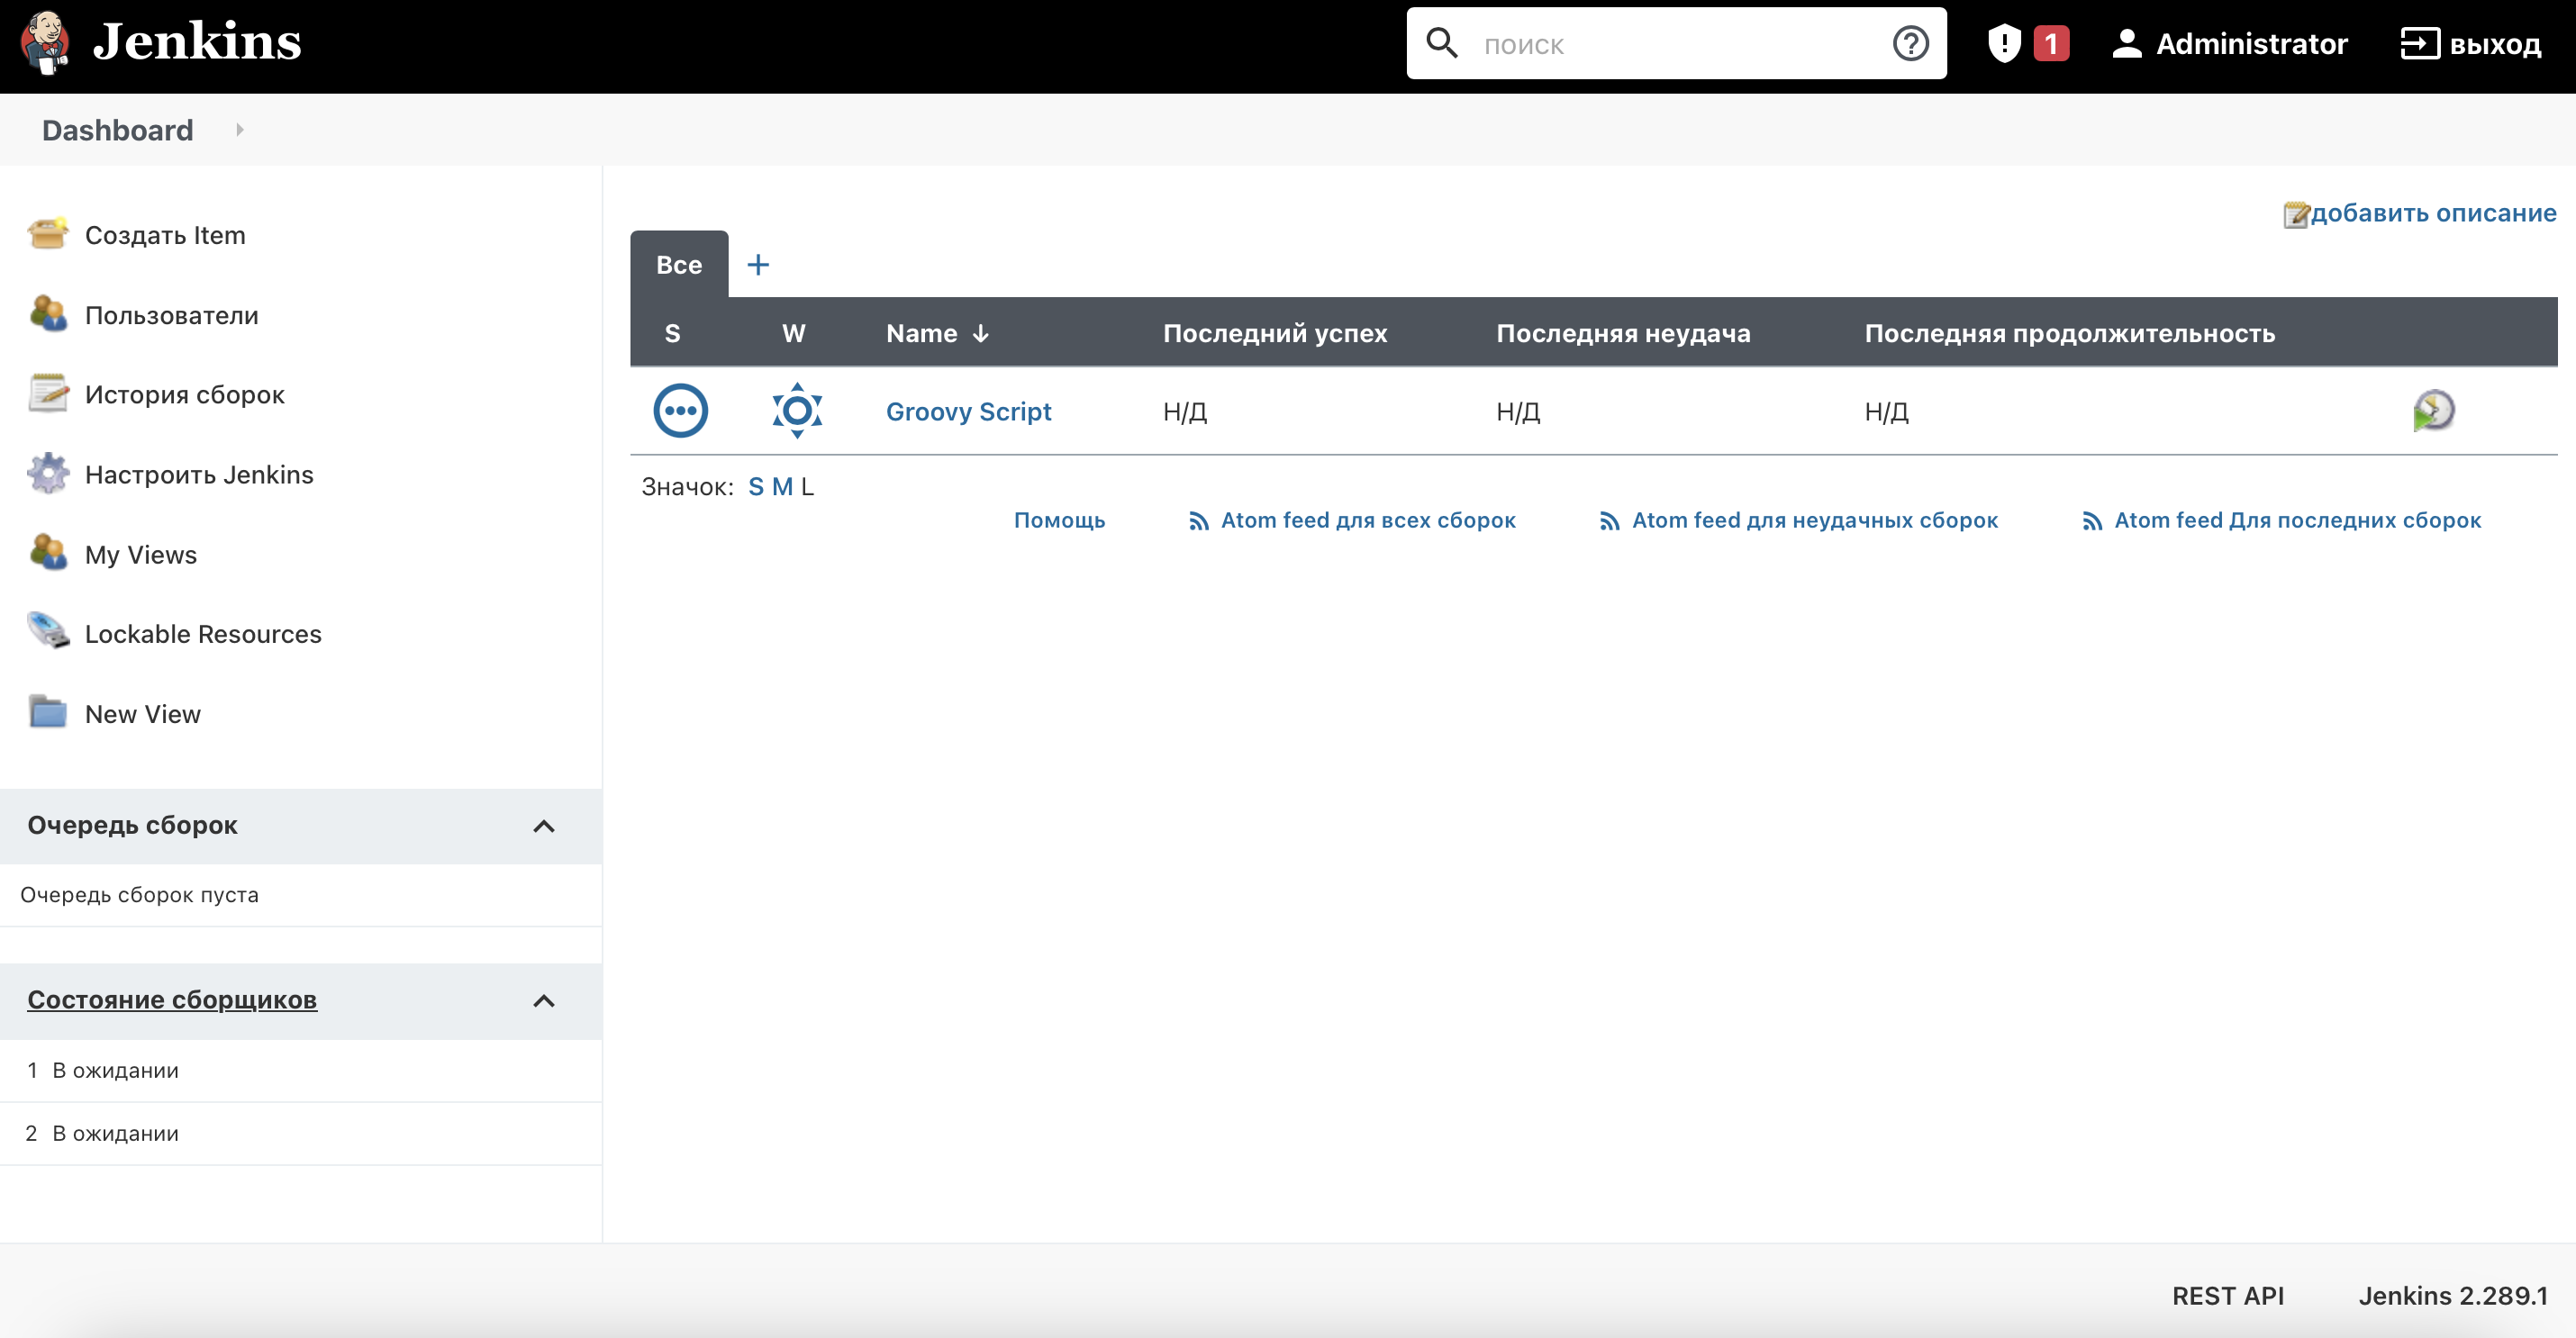 Jenkins
поиск
1
Administrator
выход
Dashboard
Создать Item
Пользователи
История сборок
Настроить Jenkins
My Views
Lockable Resources
New View
Очередь сборок
Очередь сборок пуста
Состояние сборщиков
1 В ожидании
2 В ожидании
добавить описание
Все +
S W Name ↓ Последний успех Последняя неудача Последняя продолжительность
Groovy Script Н/Д Н/Д Н/Д
Значок: S M L
Помощь Atom feed для всех сборок Atom feed для неудачных сборок Atom feed Для последних сборок
REST API Jenkins 2.289.1